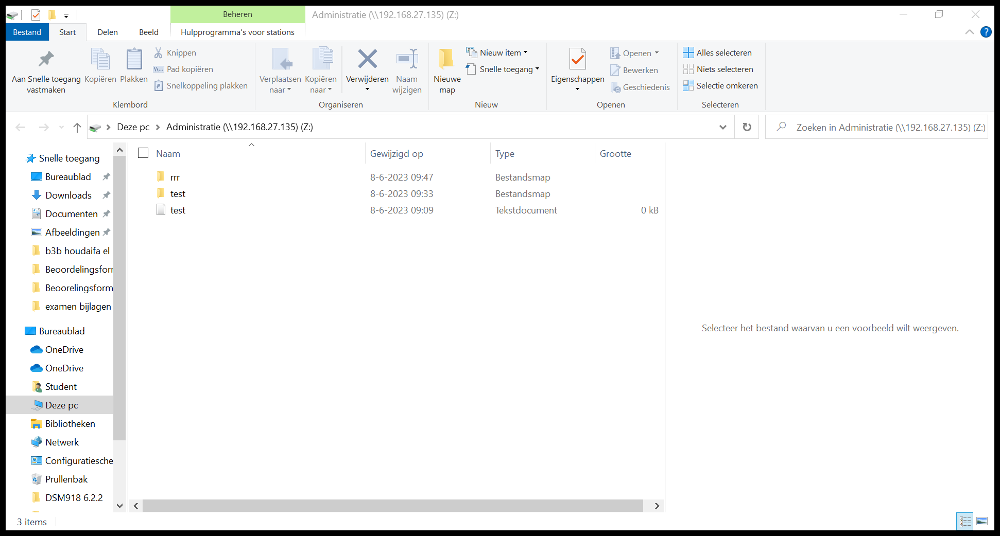 Beheren
Administratie (\\192.168.27.135) (Z:)
Bestand
Start
Delen
Beeld
Hulpprogramma's voor stations
?
Aan Snelle toegang
vastmaken
Kopiëren
Plakken
Knippen
Pad kopiëren
Snelkoppeling plakken
Klembord
Verplaatsen
naar
Kopiëren
naar
Verwijderen
Naam
wijzigen
Organiseren
Nieuwe
map
Nieuw item
Snelle toegang
Nieuw
Eigenschappen
Openen
Bewerken
Geschiedenis
Openen
Alles selecteren
Niets selecteren
Selectie omkeren
Selecteren
Deze pc
Administratie (\\192.168.27.135) (Z:)
Zoeken in Administratie (\\192.168.27.135) (Z:)
Snelle toegang
Bureaublad
Downloads
Documenten
Afbeeldingen
b3b houdaifa el
Beoordelingsforr
Beoorelingsform
examen bijlagen
Bureaublad
OneDrive
OneDrive
Student
Deze pc
Bibliotheken
Netwerk
Configuratiesche
Prullenbak
DSM918 6.2.2
Naam
Gewijzigd op
Type
Grootte
rrr
8-6-2023 09:47
Bestandsmap
test
8-6-2023 09:33
Bestandsmap
test
8-6-2023 09:09
Tekstdocument
0 kB
Selecteer het bestand waarvan u een voorbeeld wilt weergeven.
3 items